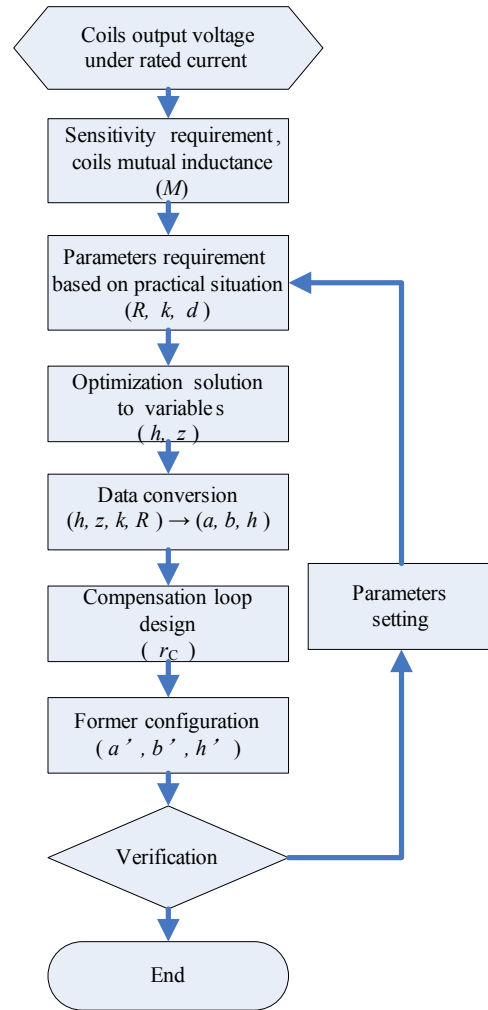 Coils output voltage
under rated current
Sensitivity requirement,
coils mutual inductance
(M)
Parameters requirement
based on practical situation
(R, k, d )
Optimization solution
to variables
( h, z )
Data conversion
(h, z, k, R ) → (a, b, h )
Compensation loop
design
( rC )
Former configuration
( a’ , b’ , h’ )
Verification
End
Parameters
setting